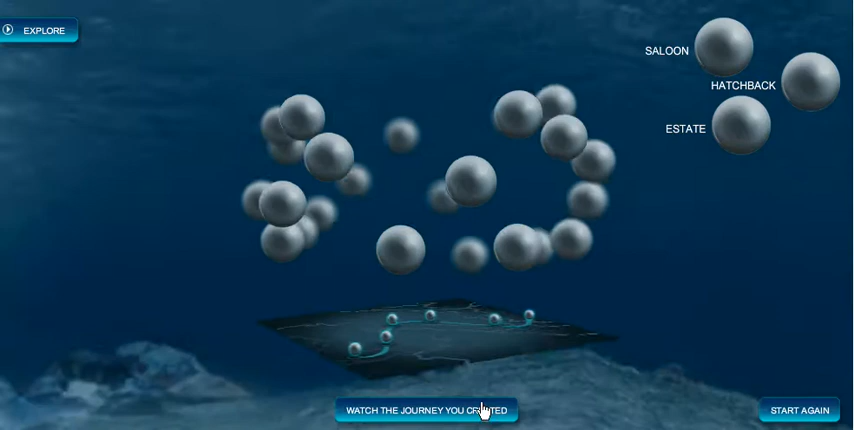 EXPLORE
SALOON
HATCHBACK
ESTATE
WATCH THE JOURNEY YOU CREATED
START AGAIN